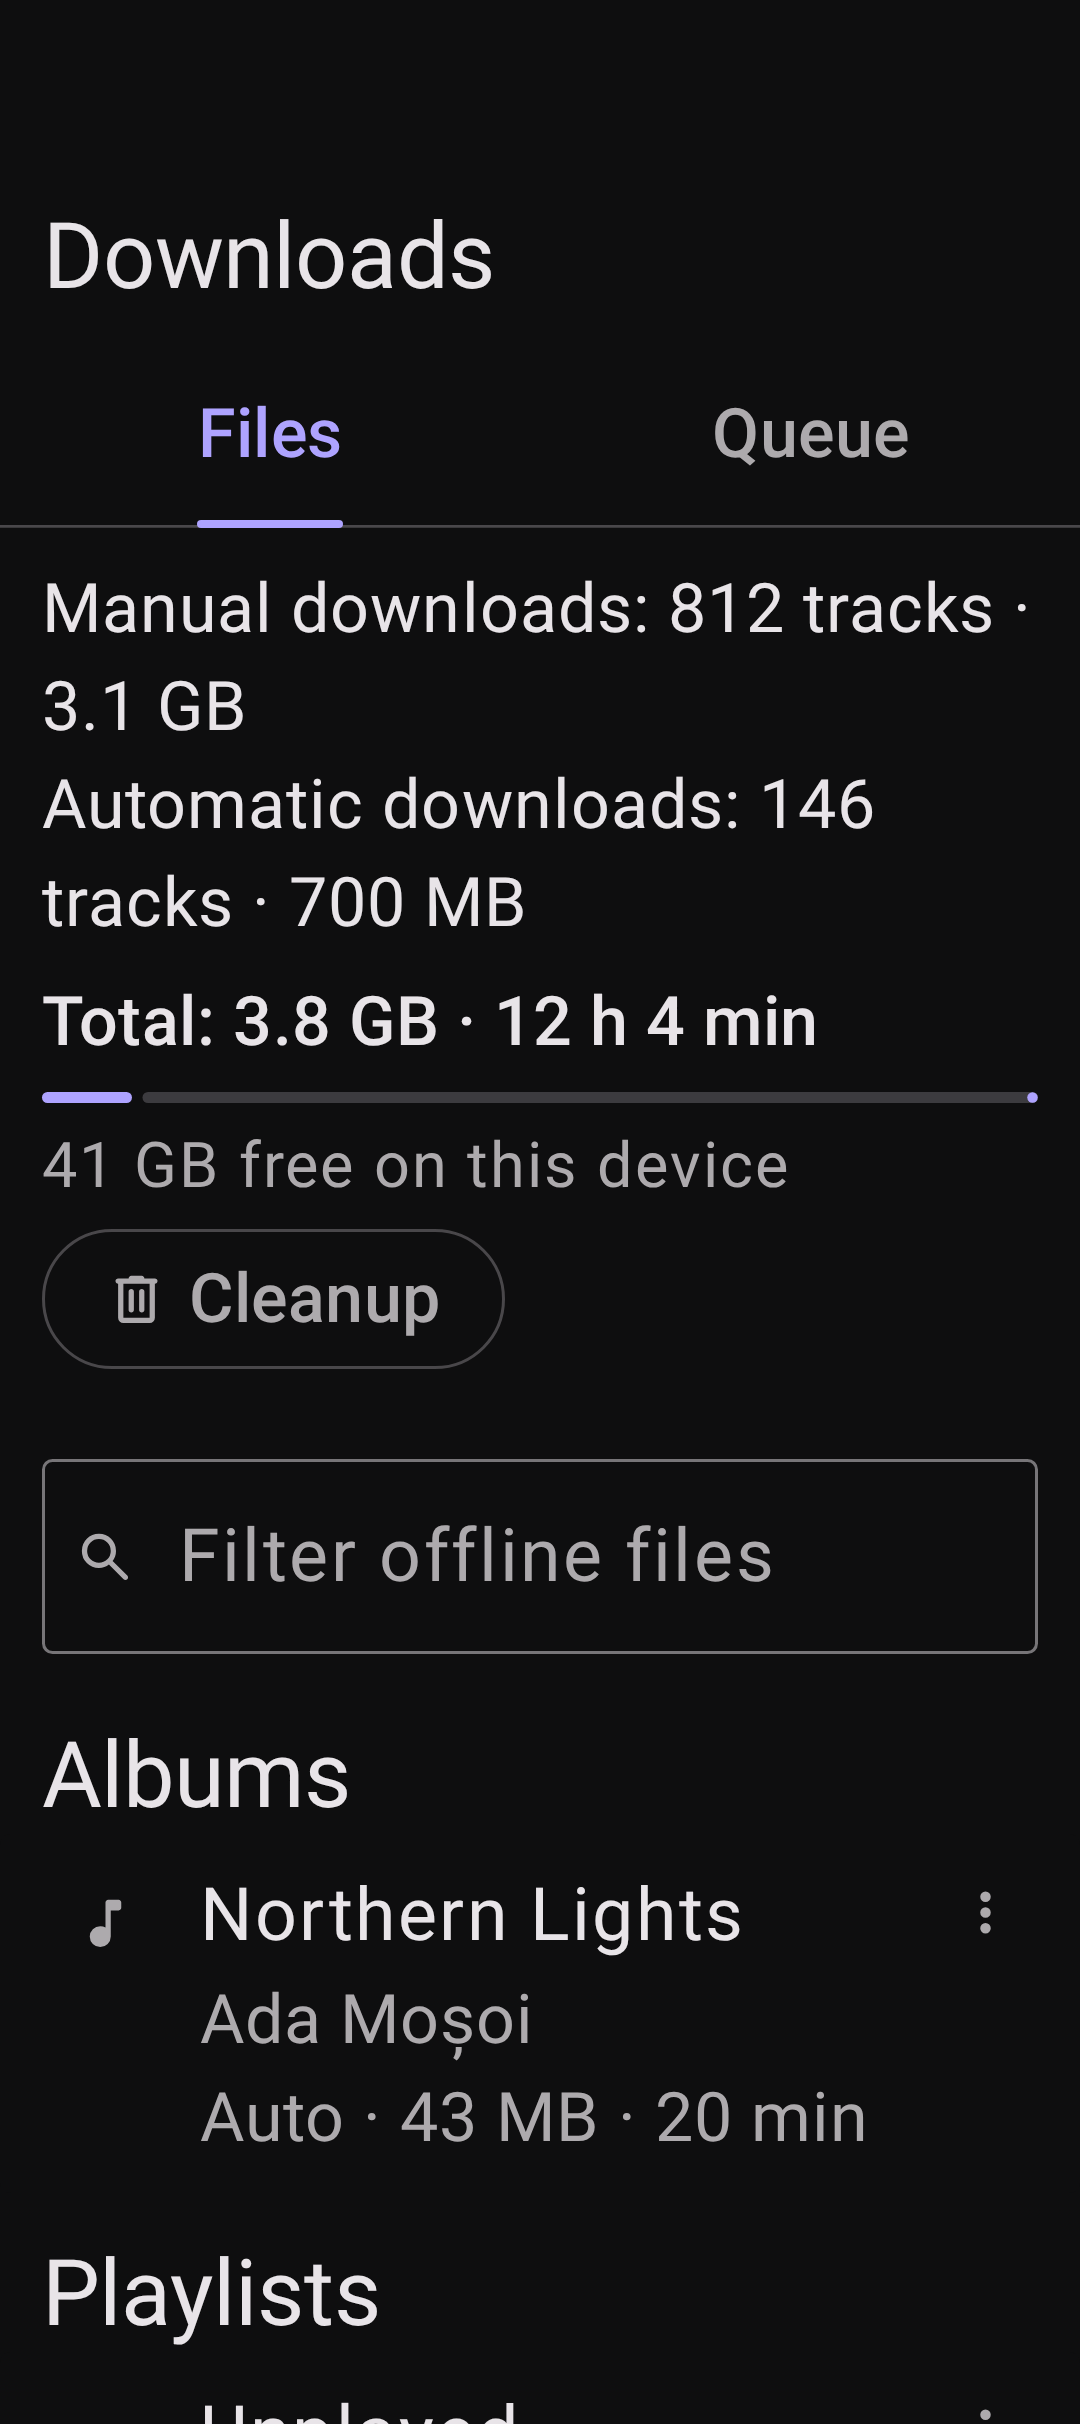 Downloads
Files
Queue
Manual downloads: 812 tracks ·
3.1 GB
Automatic downloads: 146
tracks · 700 MB
Total: 3.8 GB · 12 h 4 min
41 GB free on this device
Cleanup
Filter offline files
Albums
Northern Lights
Ada Moșoi
Auto · 43 MB · 20 min
Playlists
Unplayed